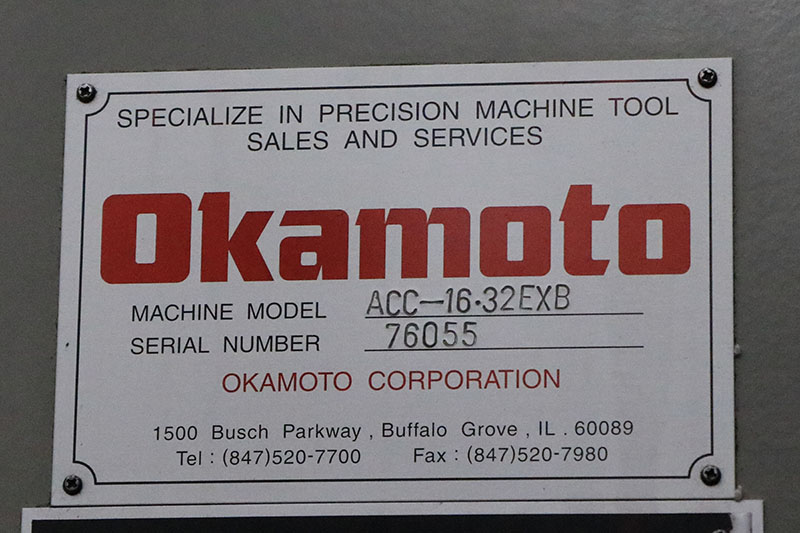 SPECIALIZE IN PRECISION MACHINE TOOL
SALES AND SERVICES
Okamoto
MACHINE MODEL ACC-16·32EXB
SERIAL NUMBER 76055
OKAMOTO CORPORATION
1500 Busch Parkway, Buffalo Grove, IL. 60089
Tel: (847)520-7700 Fax: (847)520-7980